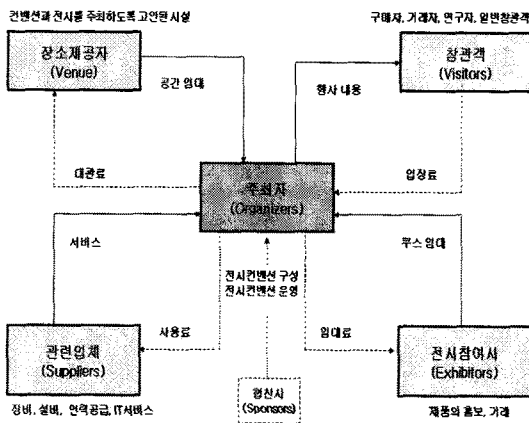 컨벤션과 전시를 주최하도록 고안된 시설
구매자, 거래자, 연구자, 일반참관객
장소제공자
(Venue)
참관객
(Visitors)
공간 임대
행사 내용
대관료
입장료
주최자
(Organizers)
서비스
부스 임대
전시컨벤션 구성
전시컨벤션 운영
사용료
임대료
관련업체
(Suppliers)
전시참여사
(Exhibitors)
협찬사
(Sponsors)
장비, 설비, 인력공급, IT서비스
제품의 홍보, 거래